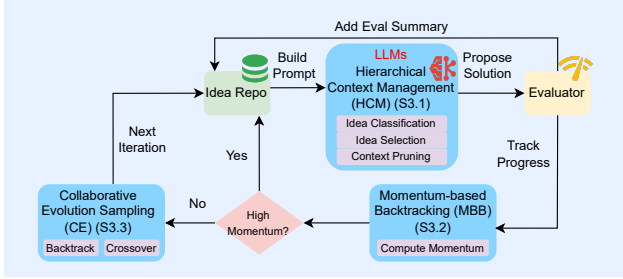 Add Eval Summary
LLMs
Build
Prompt
Hierarchical
Context Management
(HCM) (S3.1)
Propose
Solution
Idea Repo
Evaluator
Idea Classification
Idea Selection
Context Pruning
Next
Iteration
Yes
Track
Progress
Collaborative
Evolution Sampling
(CE) (S3.3)
Backtrack
Crossover
No
High
Momentum?
Momentum-based
Backtracking (MBB)
(S3.2)
Compute Momentum